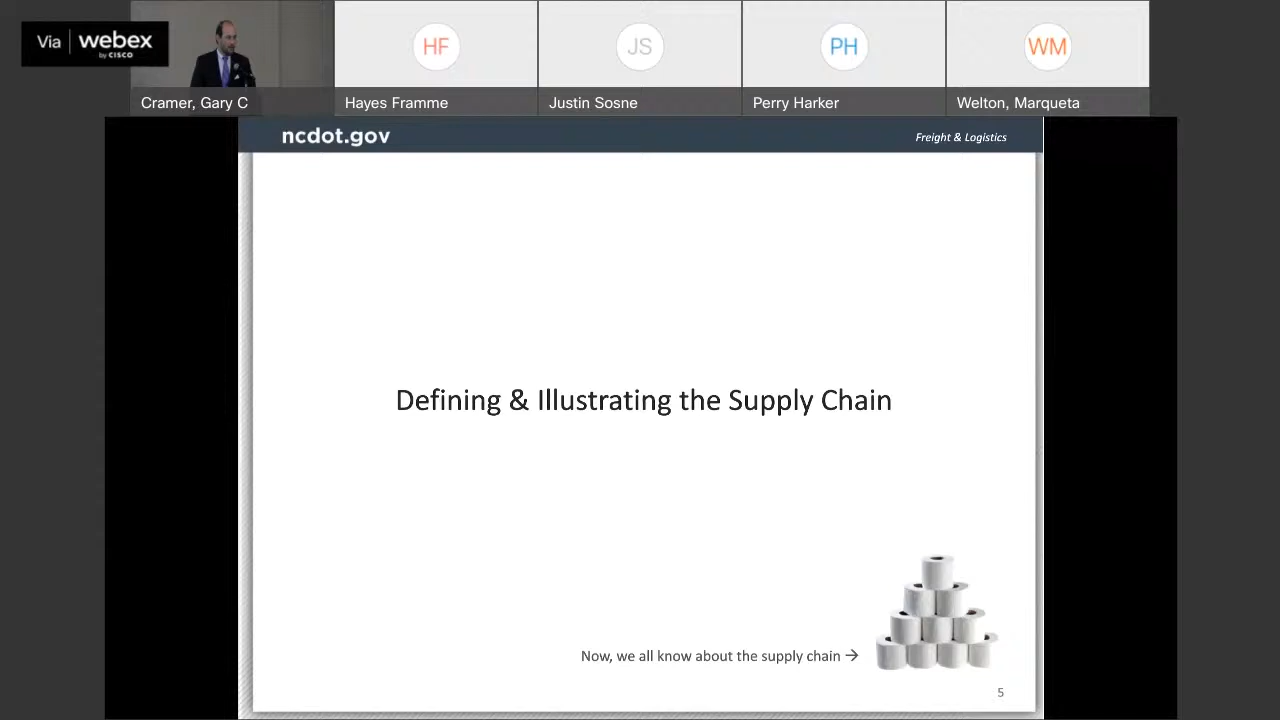 Via webex
by CISCO
HF
JS
PH
WM
Cramer, Gary C
Hayes Framme
Justin Sosne
Perry Harker
Welton, Marqueta
ncdot.gov
Freight & Logistics
Defining & Illustrating the Supply Chain
Now, we all know about the supply chain →
5